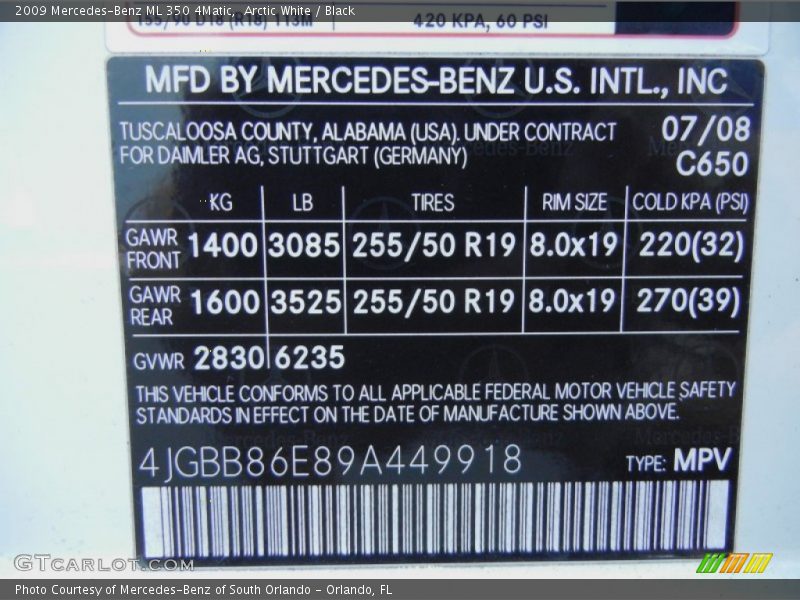 2009 Mercedes-Benz ML 350 4Matic, Arctic White / Black
155/90 D18 (R18) 113M 420 KPA, 60 PSI
MFD BY MERCEDES-BENZ U.S. INTL., INC
TUSCALOOSA COUNTY, ALABAMA (USA). UNDER CONTRACT 07/08
FOR DAIMLER AG, STUTTGART (GERMANY) C650
KG LB TIRES RIM SIZE COLD KPA (PSI)
GAWR FRONT 1400 3085 255/50 R19 8.0x19 220(32)
GAWR REAR 1600 3525 255/50 R19 8.0x19 270(39)
GVWR 2830 6235
THIS VEHICLE CONFORMS TO ALL APPLICABLE FEDERAL MOTOR VEHICLE SAFETY
STANDARDS IN EFFECT ON THE DATE OF MANUFACTURE SHOWN ABOVE.
4JGBB86E89A449918 TYPE: MPV
GTCARLOT.COM
Photo Courtesy of Mercedes-Benz of South Orlando - Orlando, FL